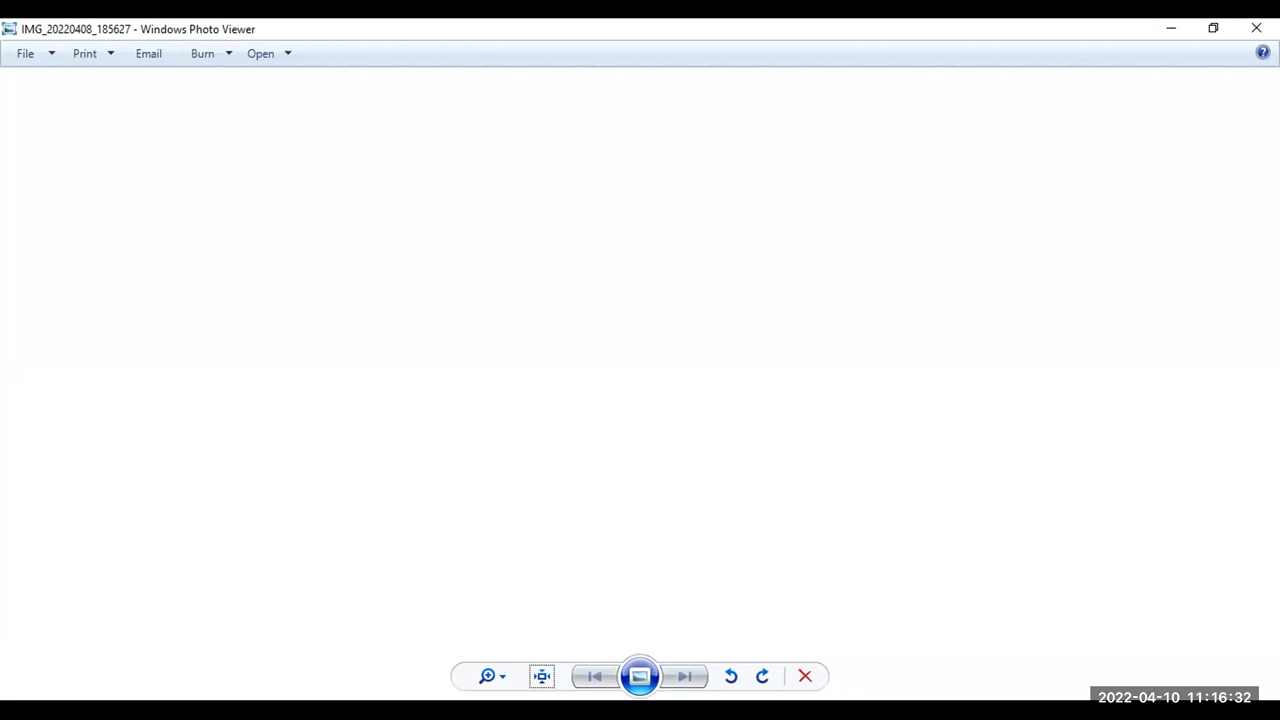 IMG_20220408_185627 - Windows Photo Viewer
File Print Email Burn Open
2022-04-10 11:16:32